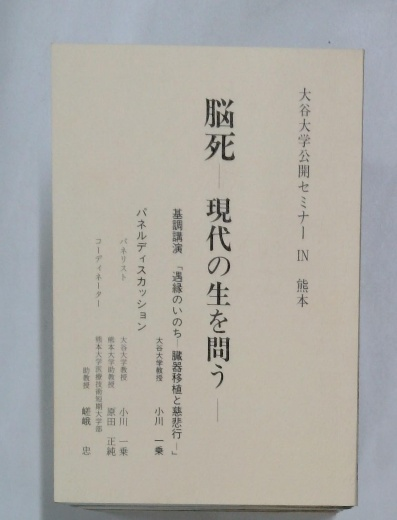 大谷大学公開セミナー IN 熊本
脳死―現代の生を問う―
基調講演 「遇縁のいのち―臓器移植と慈悲行―」
大谷大学教授 小川 一乗
パネルディスカッション
パネリスト 大谷大学教授 小川 一乗
熊本大学助教授 原田 正純
コーディネーター 熊本大学医療技術短期大学部
助教授 嵯峨 忠